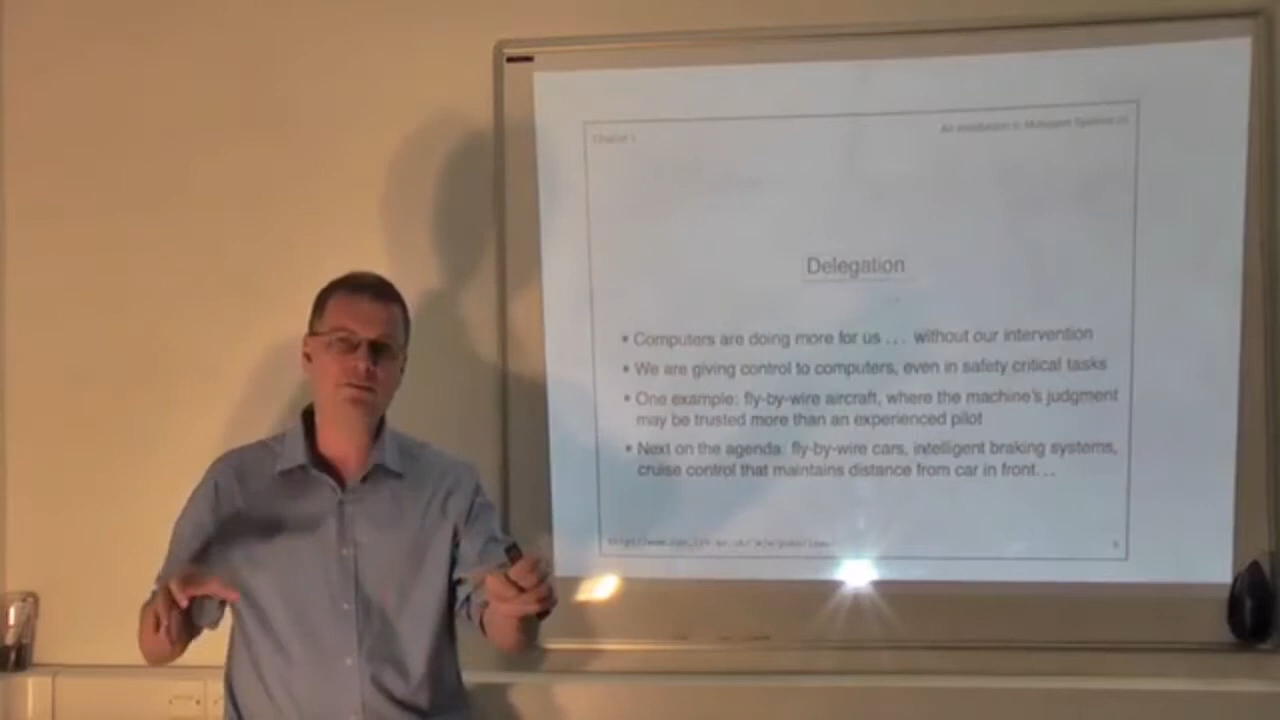 Chapter 1
An Introduction to Multiagent Systems 2e
Delegation
• Computers are doing more for us ... without our intervention
• We are giving control to computers, even in safety critical tasks
• One example: fly-by-wire aircraft, where the machine's judgment
may be trusted more than an experienced pilot
• Next on the agenda: fly-by-wire cars, intelligent braking systems,
cruise control that maintains distance from car in front...